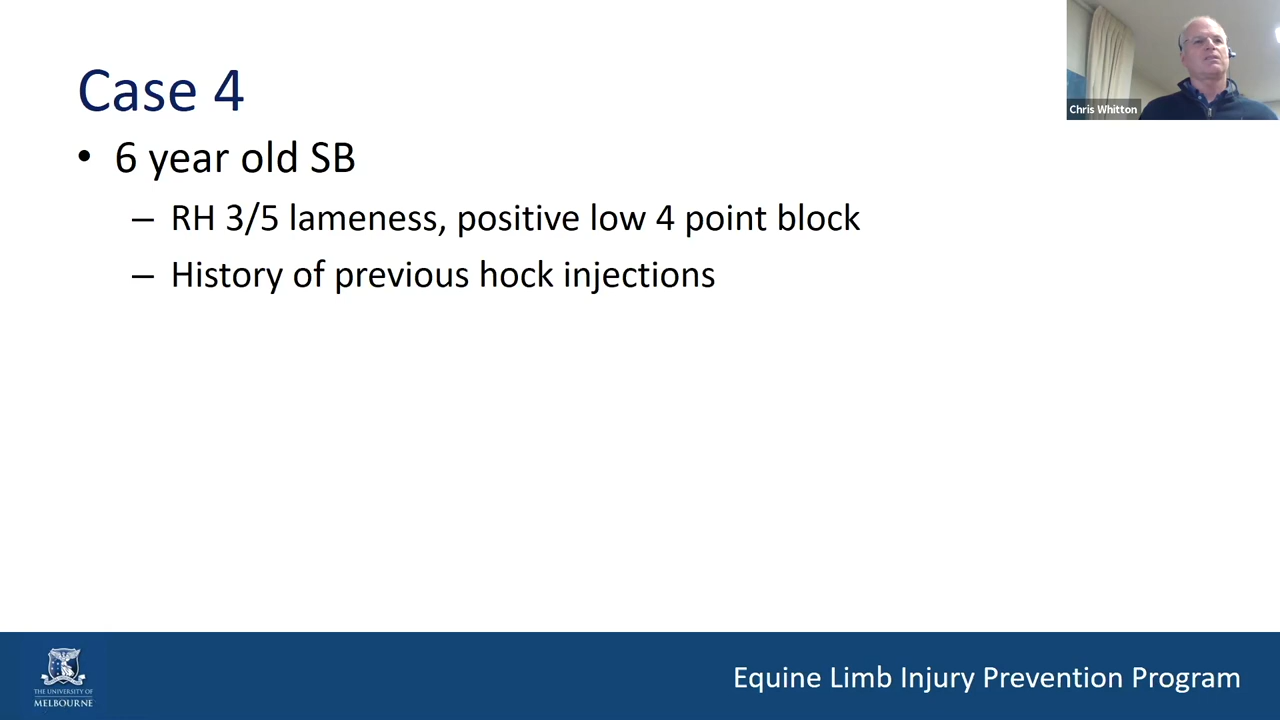 Case 4
• 6 year old SB
– RH 3/5 lameness, positive low 4 point block
– History of previous hock injections
Chris Whitton
THE UNIVERSITY OF
MELBOURNE
Equine Limb Injury Prevention Program